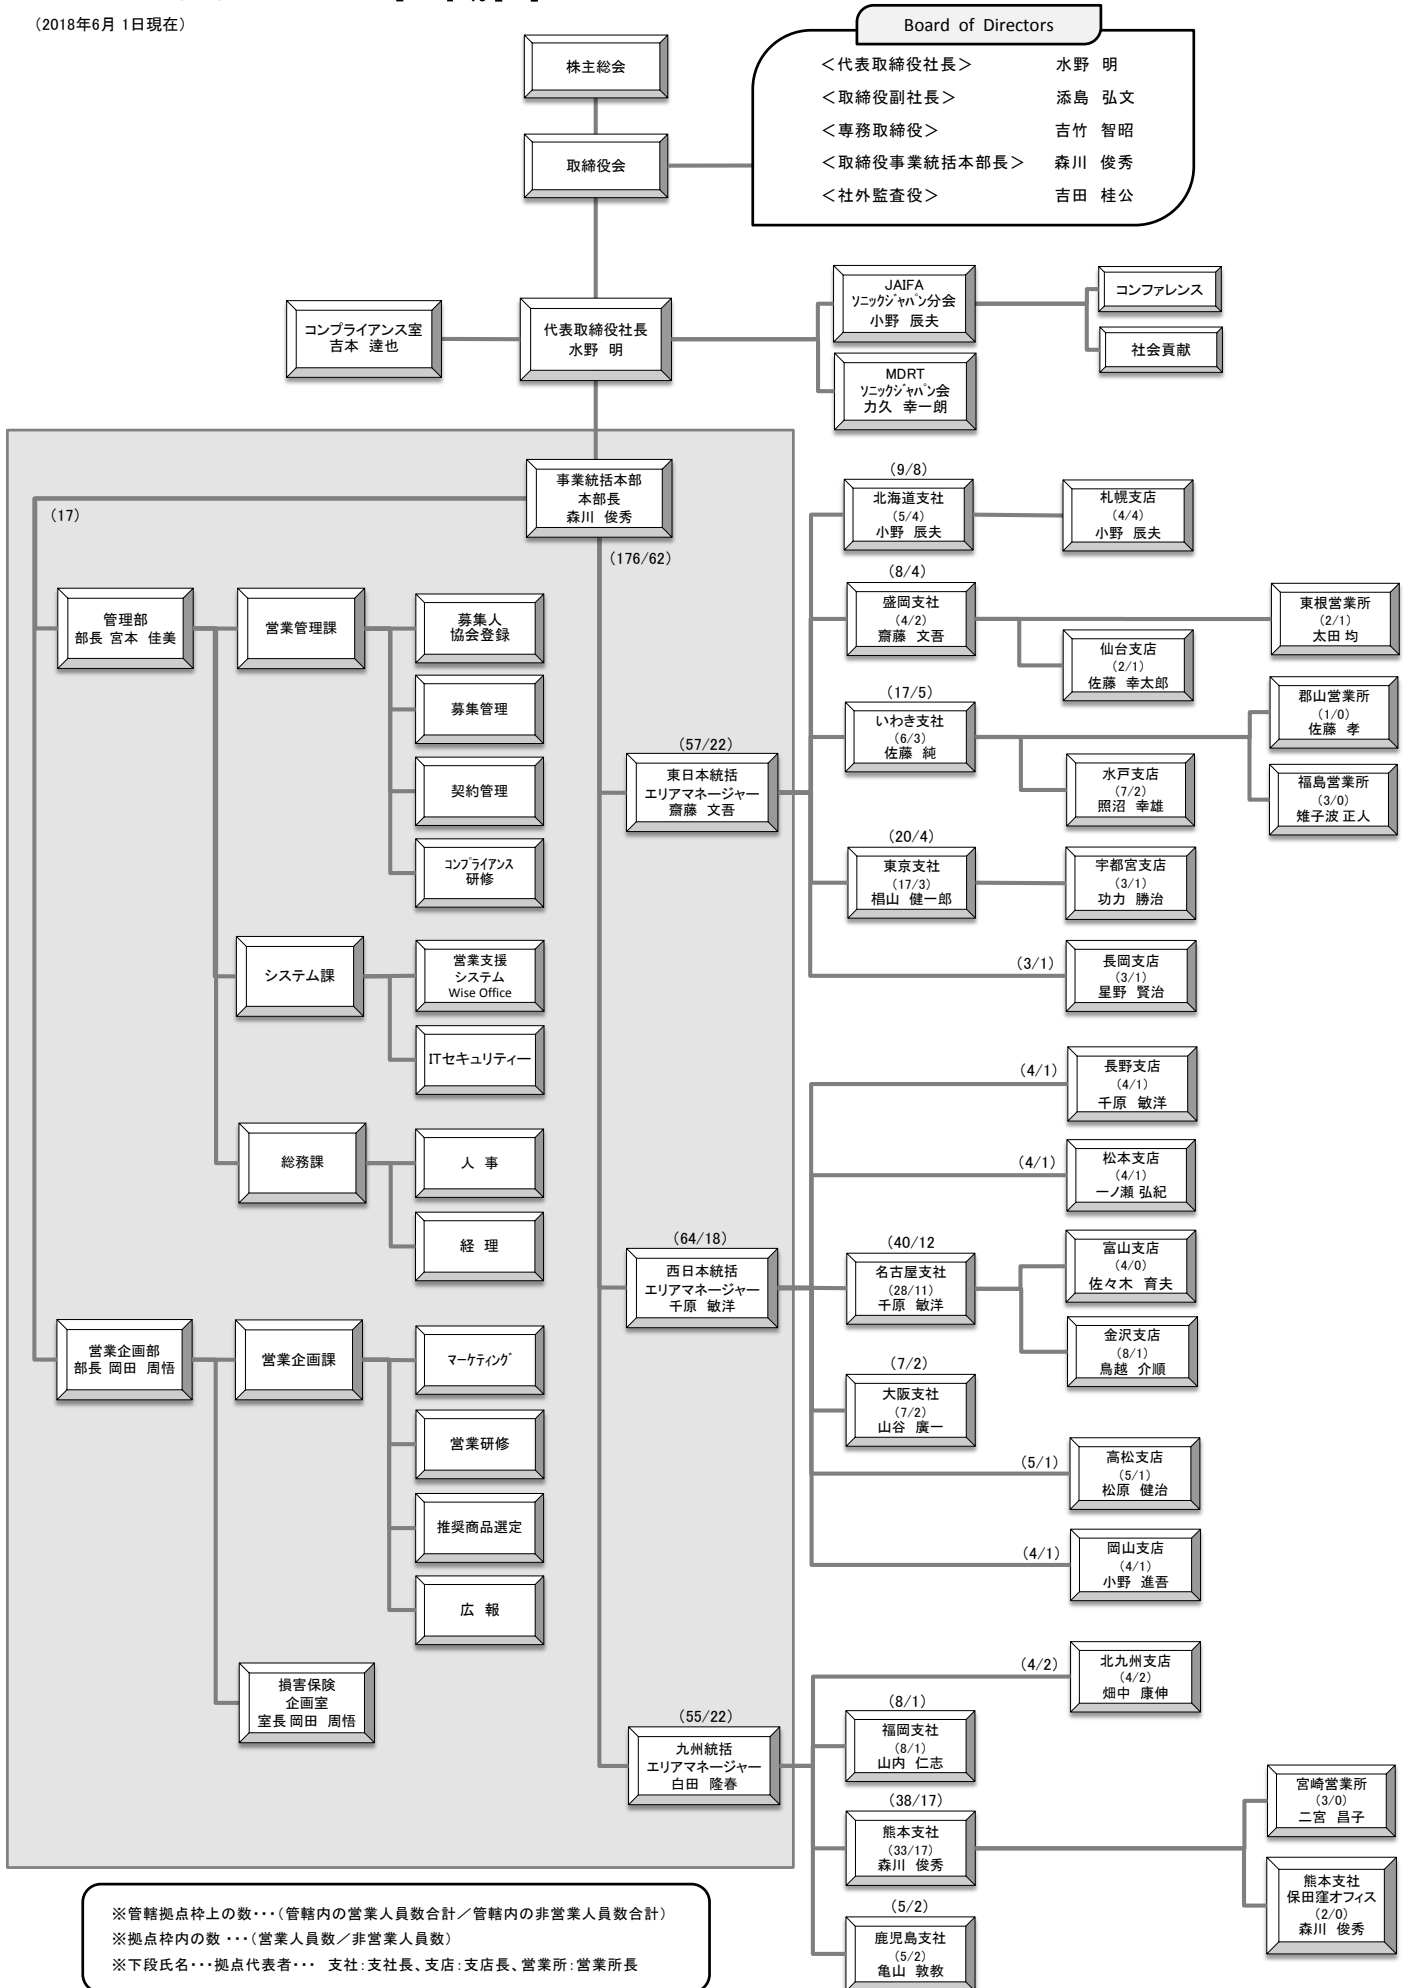 (2018年6月 1日現在)
Board of Directors
<代表取締役社長> 水野 明
<取締役副社長> 添島 弘文
<専務取締役> 吉竹 智昭
<取締役事業統括本部長> 森川 俊秀
<社外監査役> 吉田 桂公
株主総会
取締役会
コンプライアンス室
吉本 達也
代表取締役社長
水野 明
JAIFA
ソニックジャパン分会
小野 辰夫
コンファレンス
社会貢献
MDRT
ソニックジャパン会
力久 幸一朗
事業統括本部
本部長
森川 俊秀
(17)
(176/62)
管理部
部長 宮本 佳美
営業管理課
募集人
協会登録
募集管理
契約管理
コンプライアンス
研修
システム課
営業支援
システム
Wise Office
ITセキュリティー
総務課
人 事
経 理
営業企画部
部長 岡田 周悟
営業企画課
マーケティング
営業研修
推奨商品選定
広 報
損害保険
企画室
室長 岡田 周悟
(57/22)
東日本統括
エリアマネージャー
齋藤 文吾
(9/8)
北海道支社
(5/4)
小野 辰夫
札幌支店
(4/4)
小野 辰夫
(8/4)
盛岡支社
(4/2)
齋藤 文吾
東根営業所
(2/1)
太田 均
仙台支店
(2/1)
佐藤 幸太郎
(17/5)
いわき支社
(6/3)
佐藤 純
郡山営業所
(1/0)
佐藤 孝
水戸支店
(7/2)
照沼 幸雄
福島営業所
(3/0)
雉子波 正人
(20/4)
東京支社
(17/3)
椙山 健一郎
宇都宮支店
(3/1)
功力 勝治
(3/1)
長岡支店
(3/1)
星野 賢治
(64/18)
西日本統括
エリアマネージャー
千原 敏洋
(4/1)
長野支店
(4/1)
千原 敏洋
(4/1)
松本支店
(4/1)
一ノ瀬 弘紀
(40/12
名古屋支社
(28/11)
千原 敏洋
富山支店
(4/0)
佐々木 育夫
金沢支店
(8/1)
鳥越 介順
(7/2)
大阪支社
(7/2)
山谷 廣一
(5/1)
高松支店
(5/1)
松原 健治
(4/1)
岡山支店
(4/1)
小野 進吾
(55/22)
九州統括
エリアマネージャー
白田 隆春
(4/2)
北九州支店
(4/2)
畑中 康伸
(8/1)
福岡支社
(8/1)
山内 仁志
(38/17)
熊本支社
(33/17)
森川 俊秀
宮崎営業所
(3/0)
二宮 昌子
熊本支社
保田窪オフィス
(2/0)
森川 俊秀
(5/2)
鹿児島支社
(5/2)
亀山 敦教
※管轄拠点枠上の数・・・(管轄内の営業人員数合計/管轄内の非営業人員数合計)
※拠点枠内の数 ・・・(営業人員数/非営業人員数)
※下段氏名・・・拠点代表者・・・ 支社:支社長、支店:支店長、営業所:営業所長